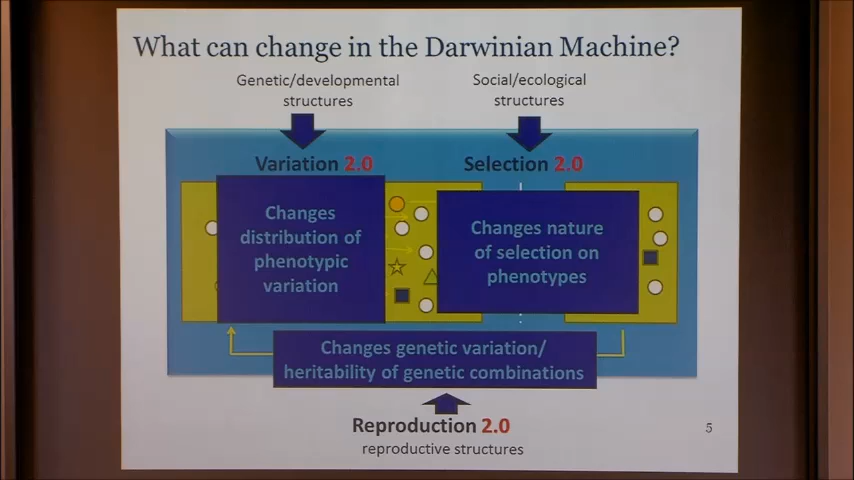 What can change in the Darwinian Machine?
Genetic/developmental
structures
Social/ecological
structures
Variation 2.0
Selection 2.0
Changes
distribution of
phenotypic
variation
Changes nature
of selection on
phenotypes
Changes genetic variation/
heritability of genetic combinations
Reproduction 2.0
reproductive structures
5